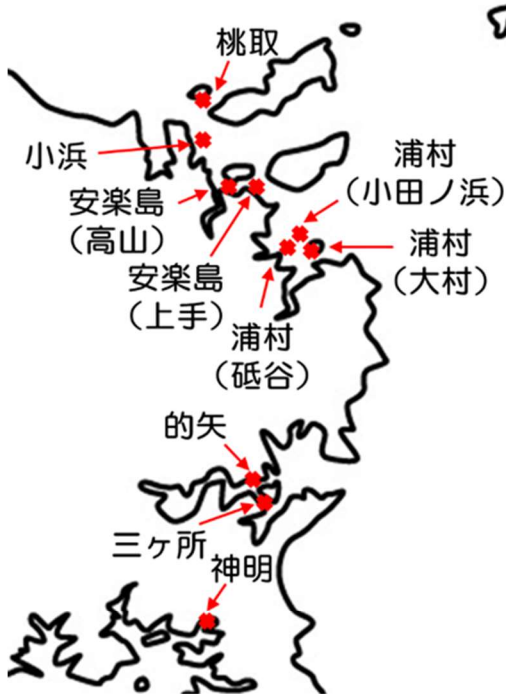 桃取
小浜
浦村
（小田ノ浜）
安楽島
（高山）
浦村
（大村）
安楽島
（上手）
浦村
（砥谷）
的矢
三ヶ所
神明